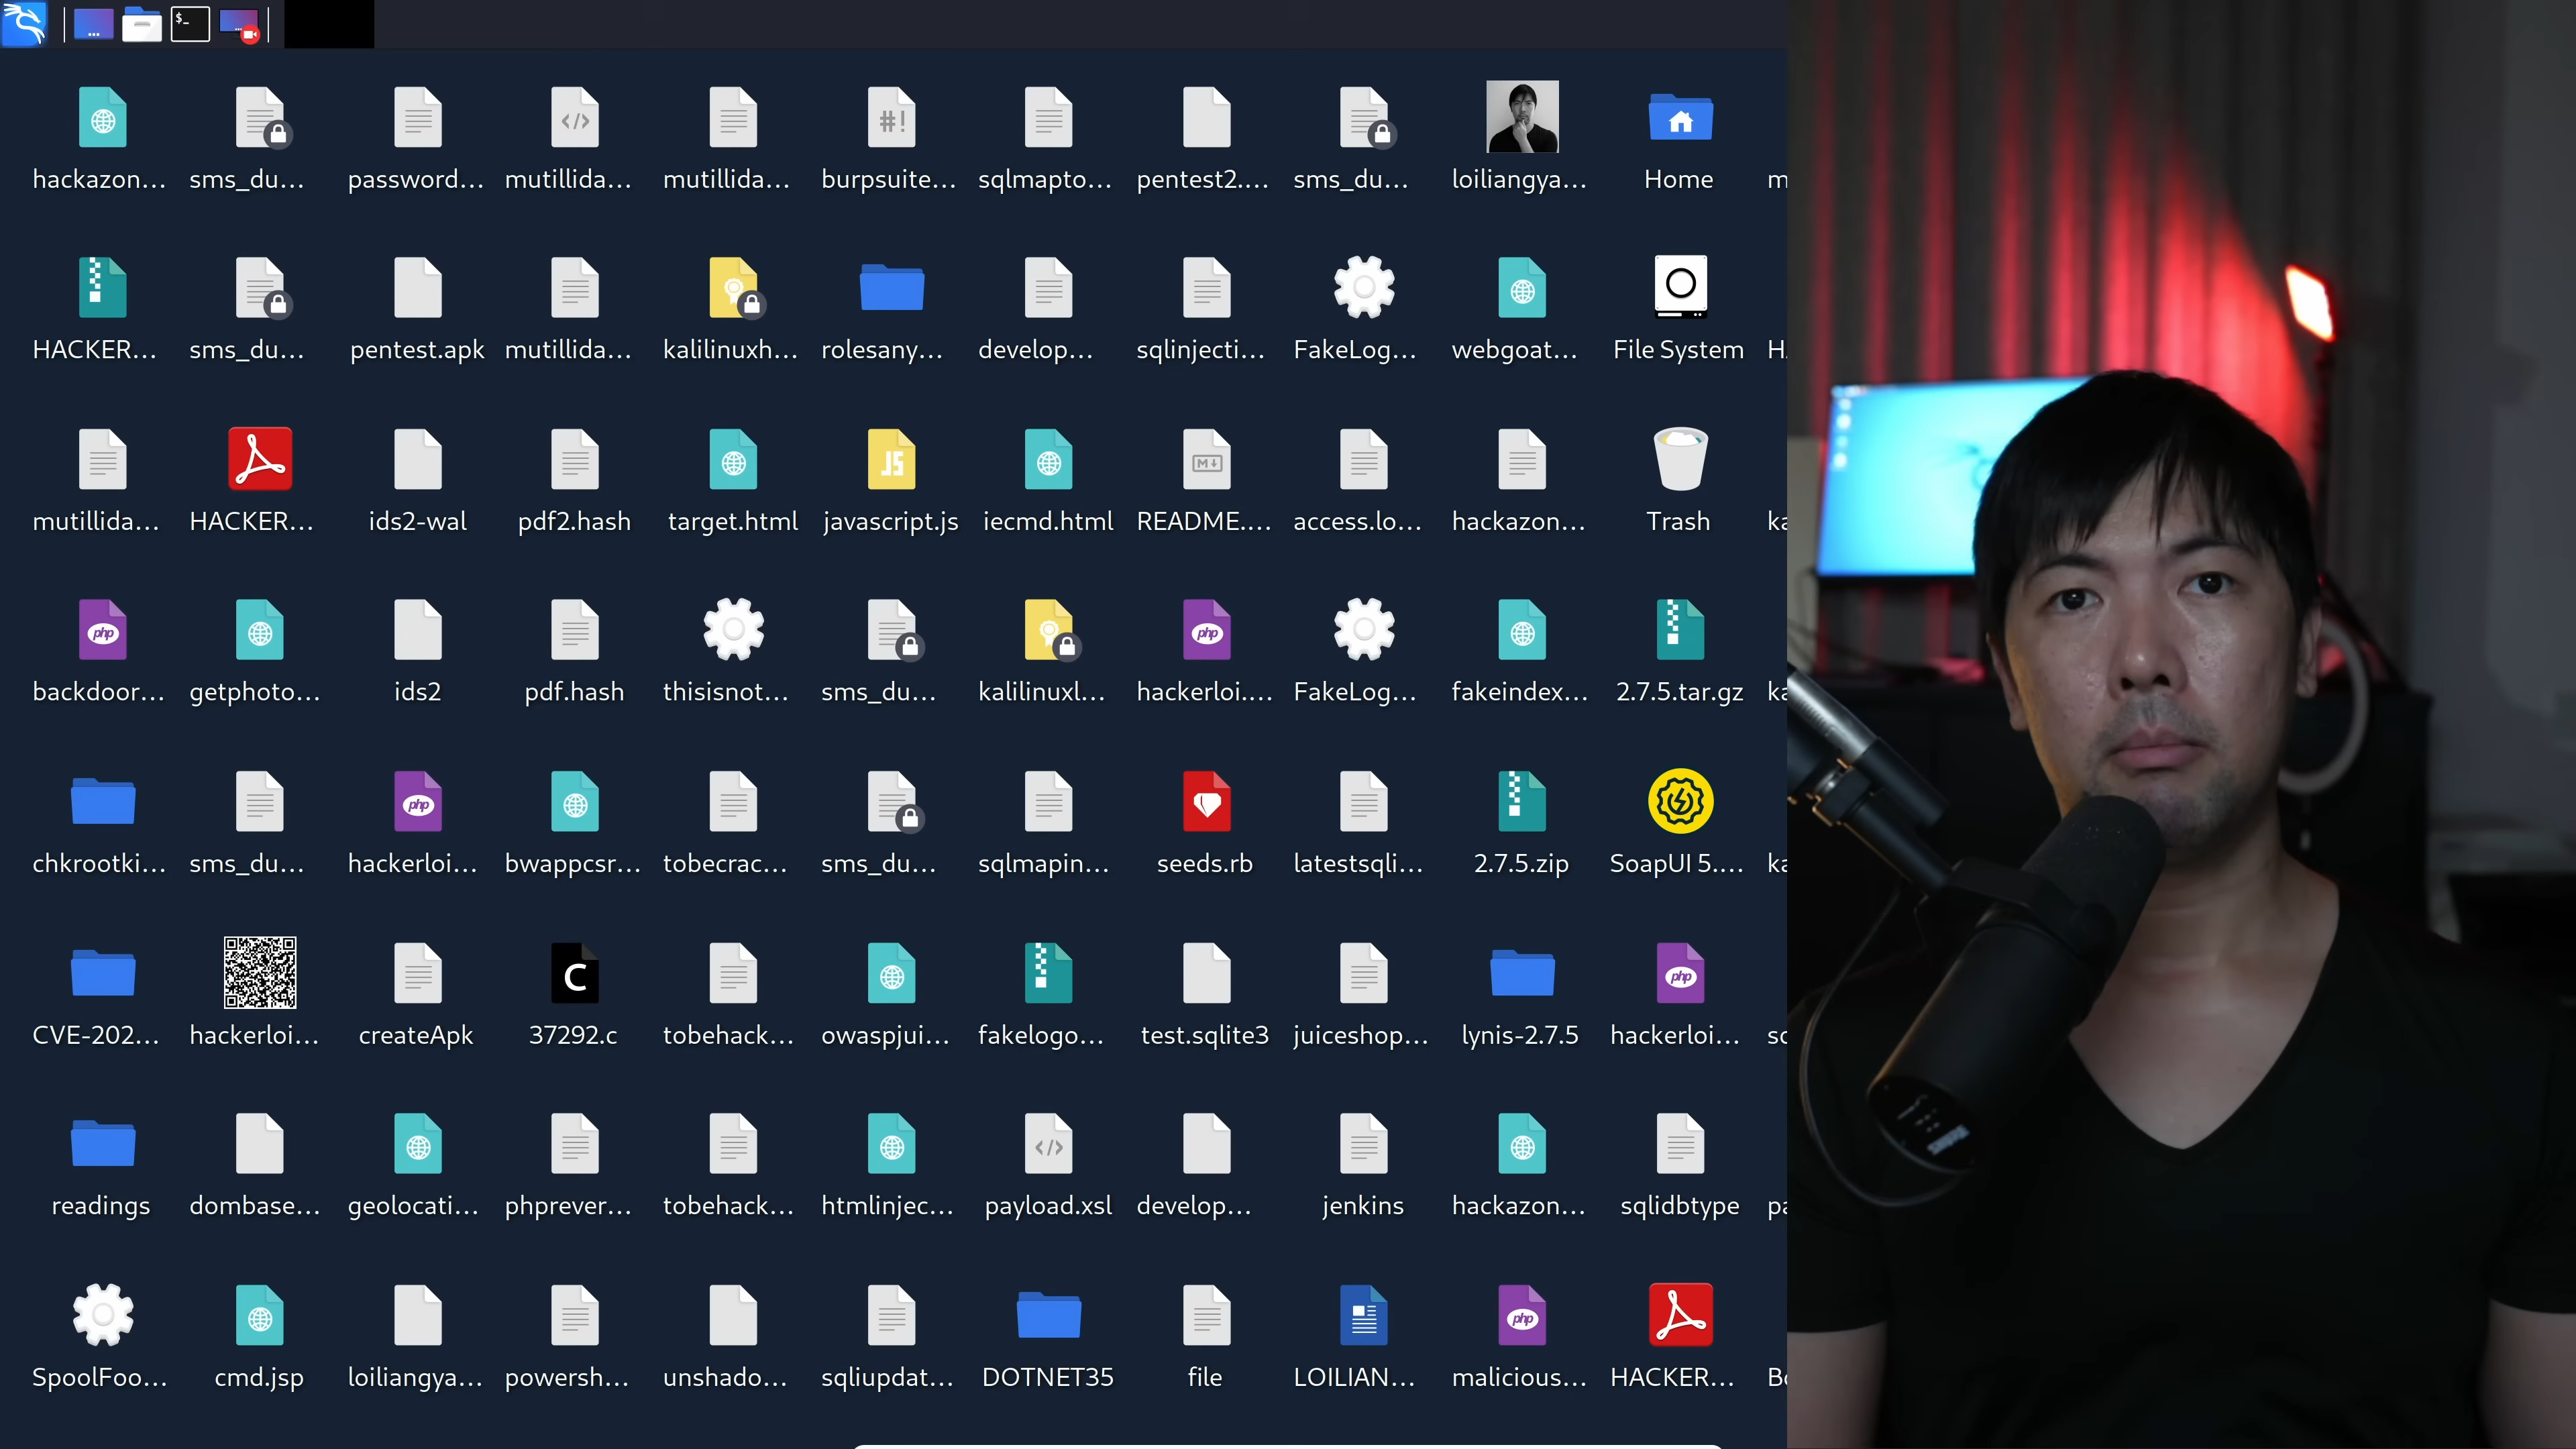 $_
hackazon... sms_du... password... mutillida... mutillida... burpsuite... sqlmapto... pentest2.... sms_du... loiliangya... Home m
HACKER... sms_du... pentest.apk mutillida... kalilinuxh... rolesany... develop... sqlinjecti... FakeLog... webgoat... File System H
mutillida... HACKER... ids2-wal pdf2.hash target.html javascript.js iecmd.html README.... access.lo... hackazon... Trash ka
backdoor... getphoto... ids2 pdf.hash thisisnot... sms_du... kalilinuxl... hackerloi.... FakeLog... fakeindex... 2.7.5.tar.gz ka
chkrootki... sms_du... hackerloi... bwappcsr... tobecrac... sms_du... sqlmapin... seeds.rb latestsqli... 2.7.5.zip SoapUI 5.... ka
CVE-202... hackerloi... createApk 37292.c tobehack... owaspjui... fakelogo... test.sqlite3 juiceshop... lynis-2.7.5 hackerloi...
readings dombase... geolocati... phprever... tobehack... htmlinjec... payload.xsl develop... jenkins hackazon... sqlidbtype pa
SpoolFoo... cmd.jsp loiliangya... powersh... unshado... sqliupdat... DOTNET35 file LOILIAN... malicious... HACKER...